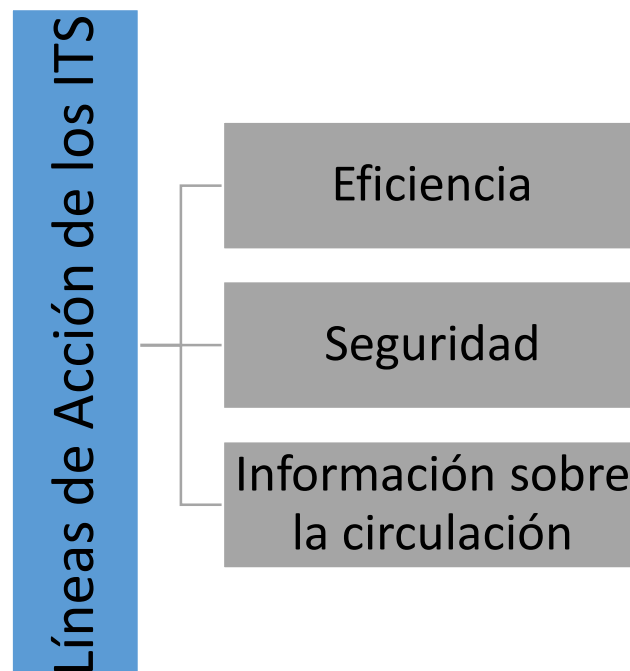 Líneas de Acción de los ITS
Eficiencia
Seguridad
Información sobre
la circulación